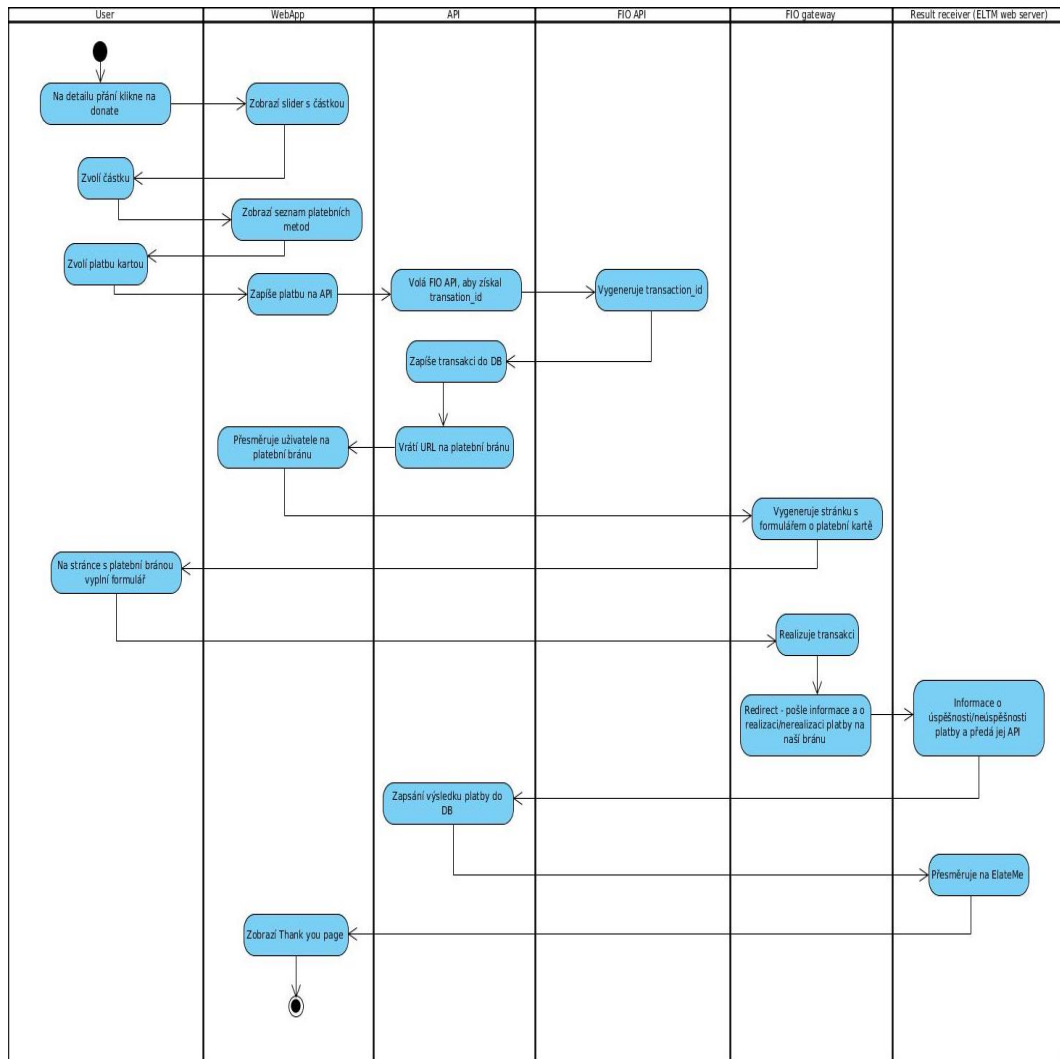 User
WebApp
API
FIO API
FIO gateway
Result receiver (ELTM web server)
Na detailu přání klikne na
donate
Zobrazí slider s částkou
Zvolí částku
Zobrazí seznam platebních
metod
Zvolí platbu kartou
Zapíše platbu na API
Volá FIO API, aby získal
transation_id
Vygeneruje transaction_id
Zapíše transakci do DB
Vrátí URL na platební bránu
Přesměruje uživatele na
platební bránu
Vygeneruje stránku s
formulářem o platební kartě
Na stránce s platební bránou
vyplní formulář
Realizuje transakci
Redirect - pošle informace a o
realizaci/nerealizaci platby na
naší bránu
Informace o
úspěšnosti/neúspěšnosti
platby a předá jej API
Zapsání výsledku platby do
DB
Přesměruje na ElateMe
Zobrazí Thank you page